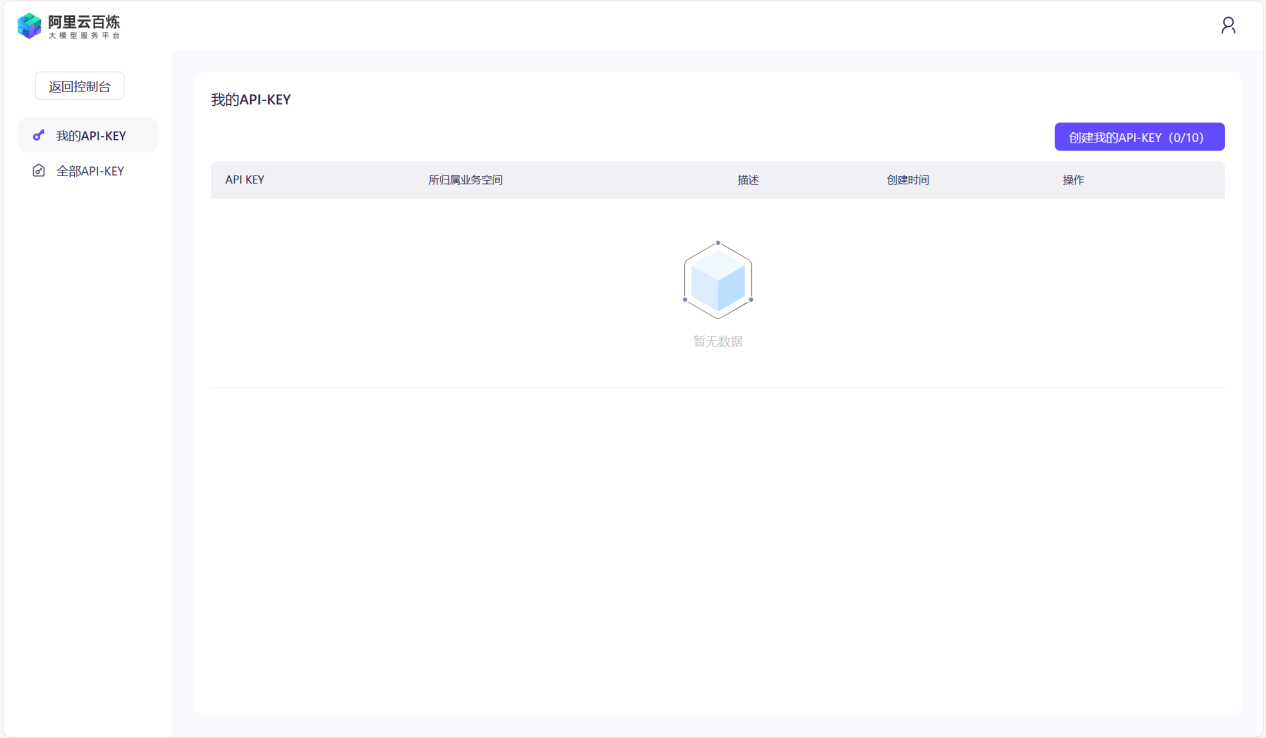 阿里云百炼
大模型服务平台
返回控制台
我的API-KEY
全部API-KEY
我的API-KEY
创建我的API-KEY（0/10）
API KEY 所归属业务空间 描述 创建时间 操作
暂无数据